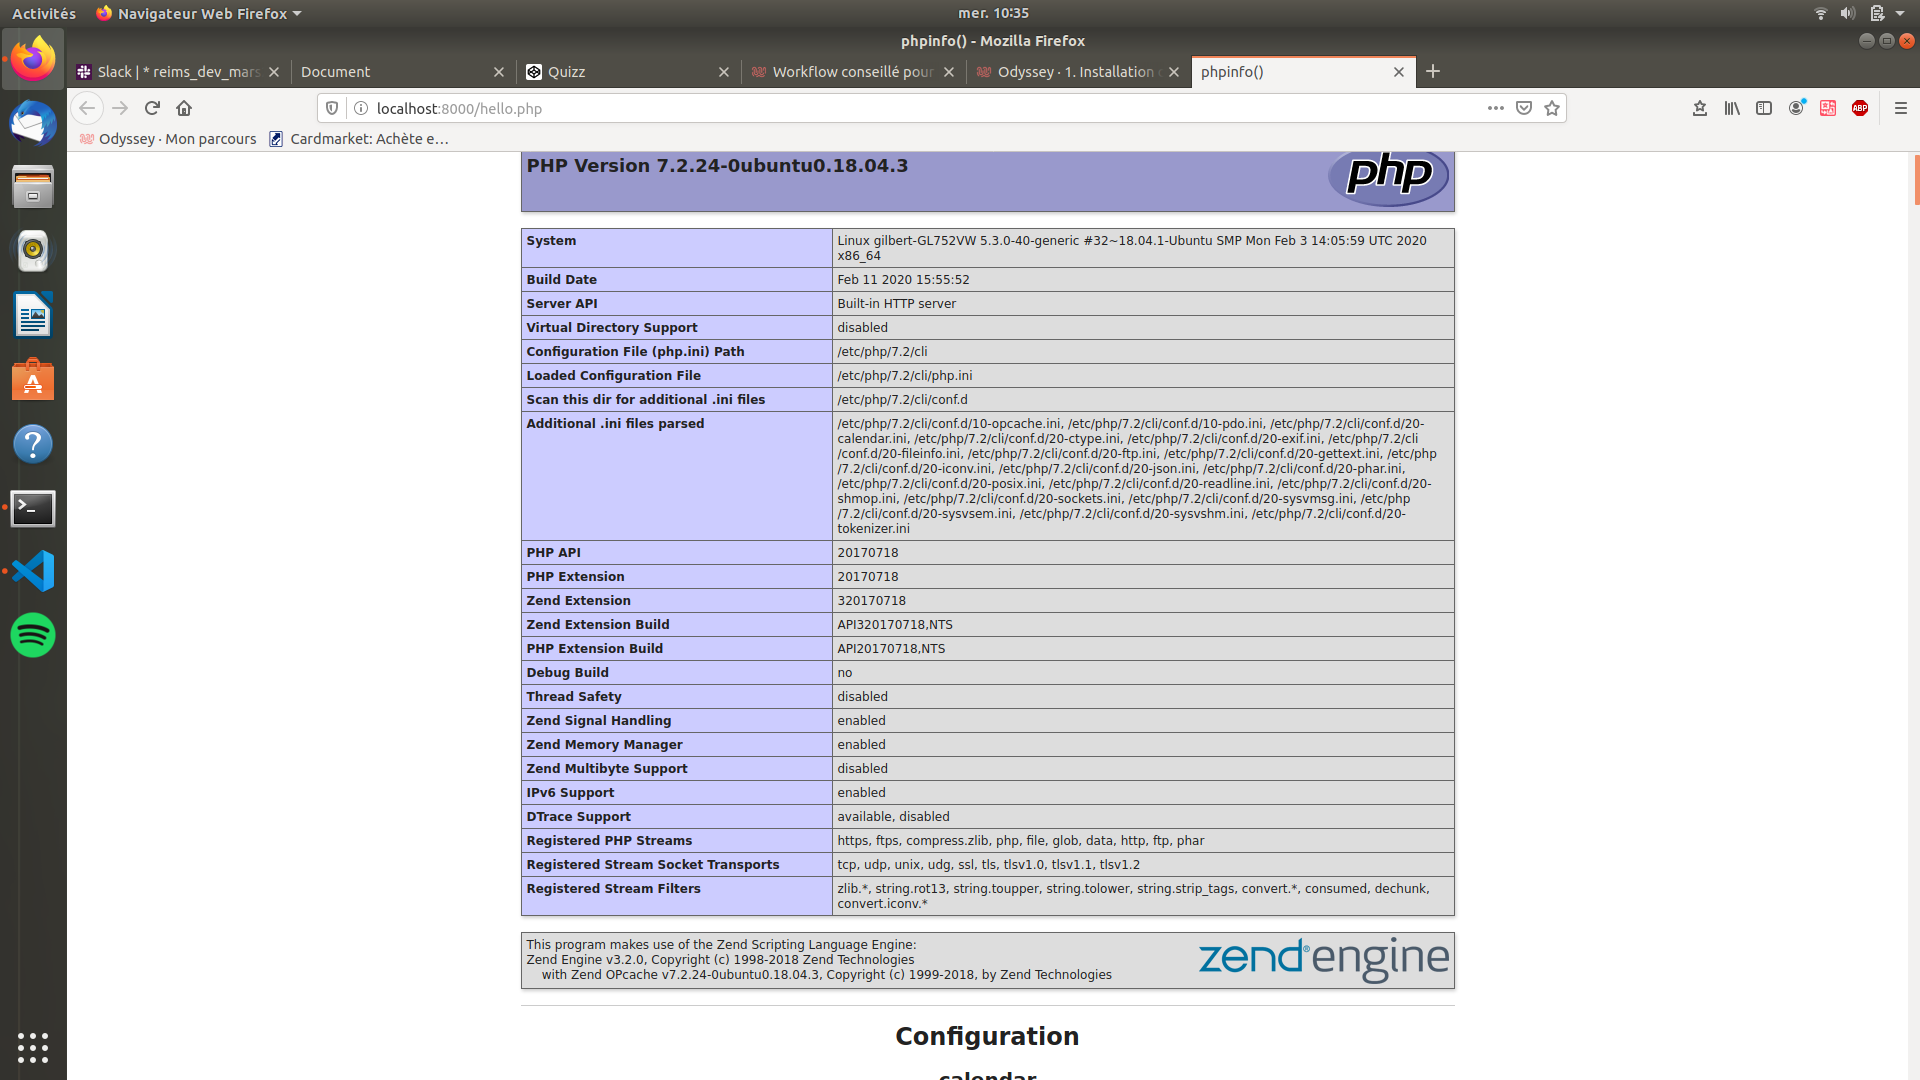 Activités
Navigateur Web Firefox
mer. 10:35
phpinfo() - Mozilla Firefox
Slack | * reims_dev_mars
Document
Quizz
Workflow conseillé pour
Odyssey · 1. Installation
phpinfo()
localhost:8000/hello.php
ABP
Odyssey · Mon parcours
Cardmarket: Achète e…
PHP Version 7.2.24-0ubuntu0.18.04.3
php
System
Linux gilbert-GL752VW 5.3.0-40-generic #32~18.04.1-Ubuntu SMP Mon Feb 3 14:05:59 UTC 2020
x86_64
Build Date
Feb 11 2020 15:55:52
Server API
Built-in HTTP server
Virtual Directory Support
disabled
Configuration File (php.ini) Path
/etc/php/7.2/cli
Loaded Configuration File
/etc/php/7.2/cli/php.ini
Scan this dir for additional .ini files
/etc/php/7.2/cli/conf.d
Additional .ini files parsed
/etc/php/7.2/cli/conf.d/10-opcache.ini, /etc/php/7.2/cli/conf.d/10-pdo.ini, /etc/php/7.2/cli/conf.d/20-
calendar.ini, /etc/php/7.2/cli/conf.d/20-ctype.ini, /etc/php/7.2/cli/conf.d/20-exif.ini, /etc/php/7.2/cli
/conf.d/20-fileinfo.ini, /etc/php/7.2/cli/conf.d/20-ftp.ini, /etc/php/7.2/cli/conf.d/20-gettext.ini, /etc/php
/7.2/cli/conf.d/20-iconv.ini, /etc/php/7.2/cli/conf.d/20-json.ini, /etc/php/7.2/cli/conf.d/20-phar.ini,
/etc/php/7.2/cli/conf.d/20-posix.ini, /etc/php/7.2/cli/conf.d/20-readline.ini, /etc/php/7.2/cli/conf.d/20-
shmop.ini, /etc/php/7.2/cli/conf.d/20-sockets.ini, /etc/php/7.2/cli/conf.d/20-sysvmsg.ini, /etc/php
/7.2/cli/conf.d/20-sysvsem.ini, /etc/php/7.2/cli/conf.d/20-sysvshm.ini, /etc/php/7.2/cli/conf.d/20-
tokenizer.ini
PHP API
20170718
PHP Extension
20170718
Zend Extension
320170718
Zend Extension Build
API320170718,NTS
PHP Extension Build
API20170718,NTS
Debug Build
no
Thread Safety
disabled
Zend Signal Handling
enabled
Zend Memory Manager
enabled
Zend Multibyte Support
disabled
IPv6 Support
enabled
DTrace Support
available, disabled
Registered PHP Streams
https, ftps, compress.zlib, php, file, glob, data, http, ftp, phar
Registered Stream Socket Transports
tcp, udp, unix, udg, ssl, tls, tlsv1.0, tlsv1.1, tlsv1.2
Registered Stream Filters
zlib.*, string.rot13, string.toupper, string.tolower, string.strip_tags, convert.*, consumed, dechunk,
convert.iconv.*
This program makes use of the Zend Scripting Language Engine:
Zend Engine v3.2.0, Copyright (c) 1998-2018 Zend Technologies
with Zend OPcache v7.2.24-0ubuntu0.18.04.3, Copyright (c) 1999-2018, by Zend Technologies
zend® engine
Configuration
calendar